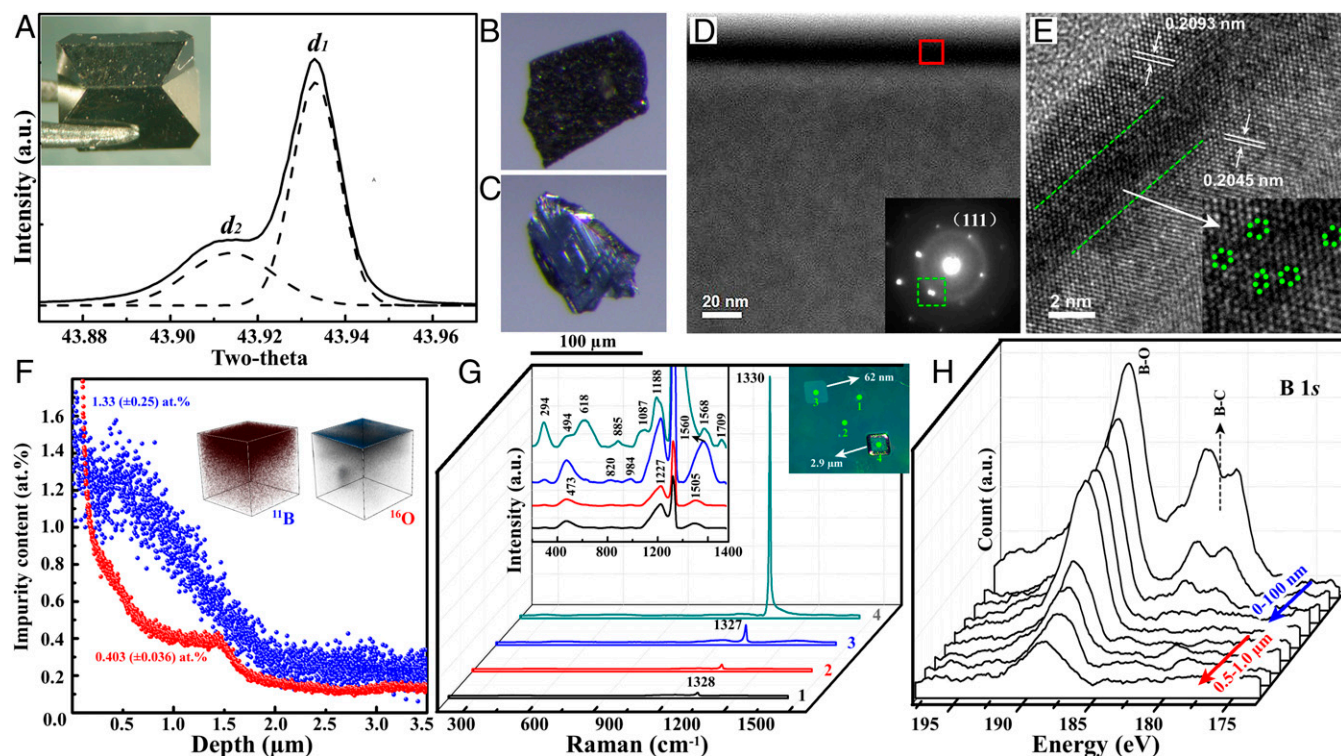 A
d1
d2
Intensity (a.u.)
43.88 43.90 43.92 43.94 43.96
Two-theta
B
C
100 µm
D
(111)
20 nm
E
0.2093 nm
0.2045 nm
2 nm
F
Impurity content (at.%)
1.6
1.4
1.2
1.0
0.8
0.6
0.4
0.2
0.0
1.33 (±0.25) at.%
11B
16O
0.403 (±0.036) at.%
0.5 1.0 1.5 2.0 2.5 3.0 3.5
Depth (µm)
G
Intensity (a.u.)
294
494
618
885
1087
1188
1560
1568
1709
820
984
1227
473
1505
400 800 1200 1600 1400
1330
62 nm
3
1
.2
4
2.9 µm
4
1327
3
2
1328
1
300 600 900 1200 1500
Raman (cm-1)
H
B 1s
B-O
B-C
Count (a.u.)
0-100 nm
0.5-1.0 µm
195 190 185 180 175
Energy (eV)